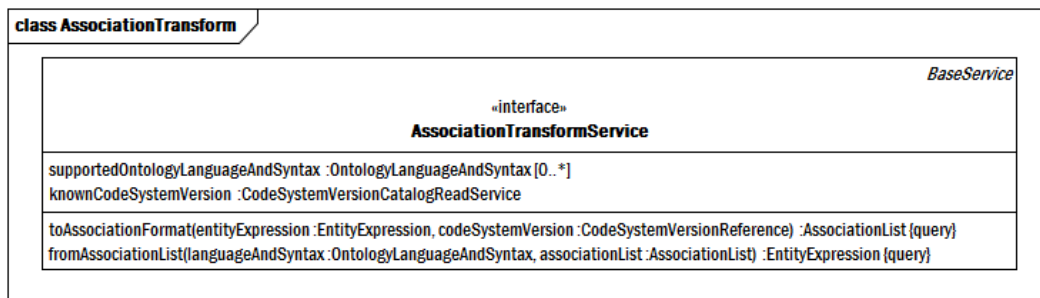 class AssociationTransform
BaseService
«interface»
AssociationTransformService
supportedOntologyLanguageAndSyntax :OntologyLanguageAndSyntax [0..*]
knownCodeSystemVersion :CodeSystemVersionCatalogReadService
toAssociationFormat(entityExpression :EntityExpression, codeSystemVersion :CodeSystemVersionReference) :AssociationList {query}
fromAssociationList(languageAndSyntax :OntologyLanguageAndSyntax, associationList :AssociationList) :EntityExpression {query}